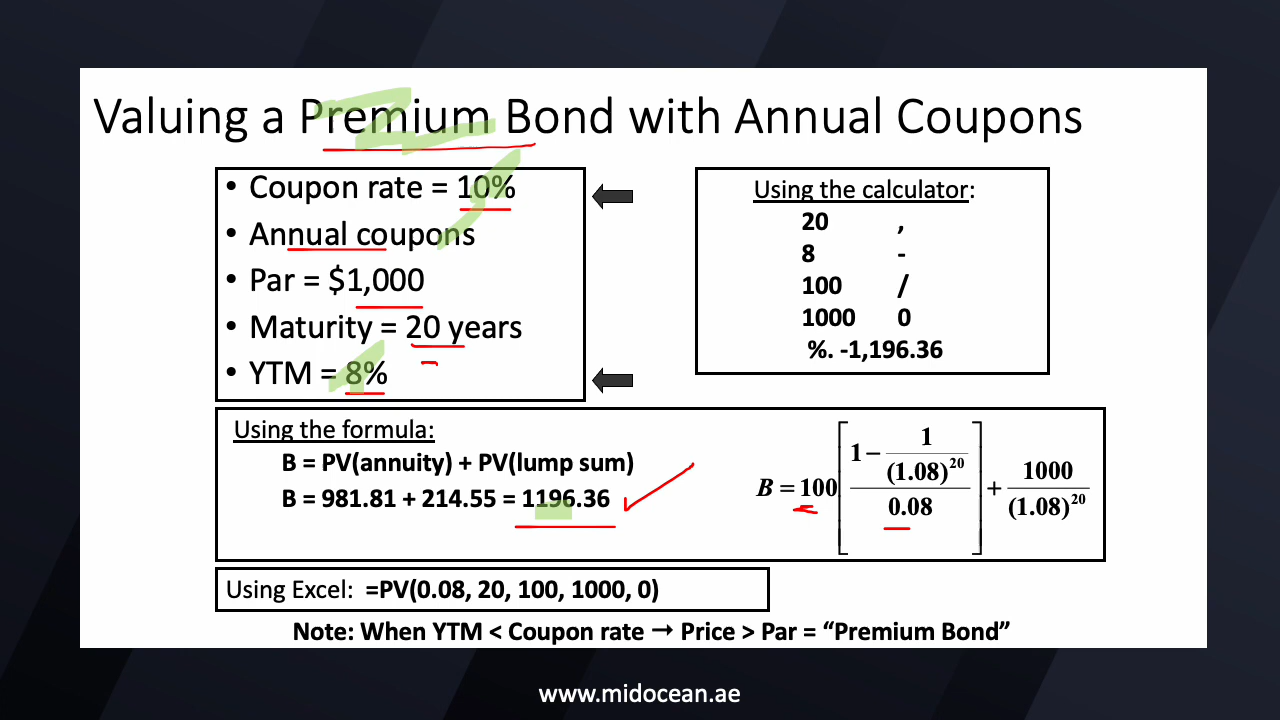 Valuing a Premium Bond with Annual Coupons
• Coupon rate = 10%
• Annual coupons
• Par = $1,000
• Maturity = 20 years
• YTM = 8%
Using the calculator:
20 ,
8 -
100 /
1000 0
%. -1,196.36
Using the formula:
B = PV(annuity) + PV(lump sum)
B = 981.81 + 214.55 = 1196.36
B = 100[(1 − 1/(1.08)^20)/0.08] + 1000/(1.08)^20
Using Excel: =PV(0.08, 20, 100, 1000, 0)
Note: When YTM < Coupon rate → Price > Par = “Premium Bond”
www.midocean.ae